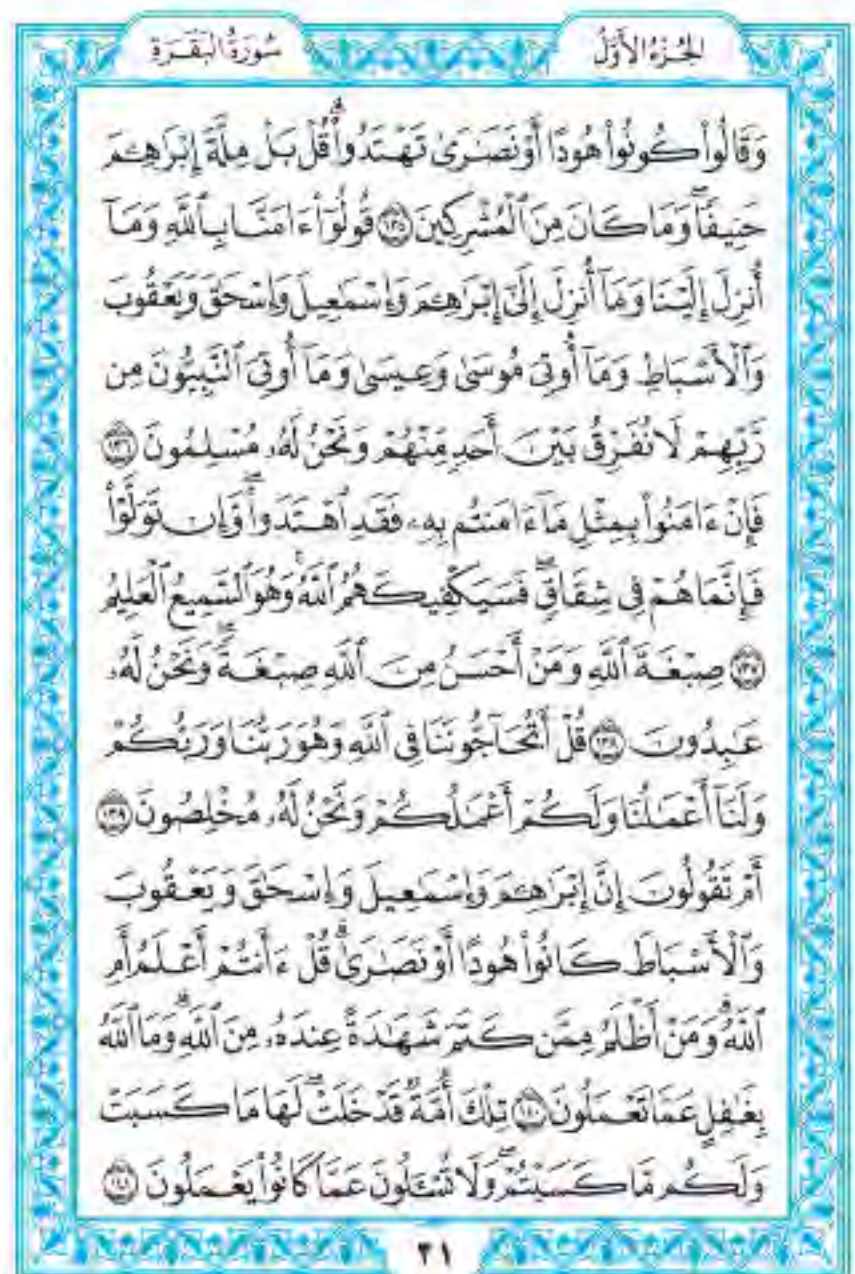 الجُزْءُ الأَوَّلُ
سُورَةُ البَقَرَةِ
وَقَالُواْ كُونُواْ هُودًا أَوْ نَصَٰرَىٰ تَهْتَدُواْۗ قُلْ بَلْ مِلَّةَ إِبْرَٰهِـۧمَ
حَنِيفًاۖ وَمَا كَانَ مِنَ ٱلْمُشْرِكِينَ ١٣٥ قُولُوٓاْ ءَامَنَّا بِٱللَّهِ وَمَآ
أُنزِلَ إِلَيْنَا وَمَآ أُنزِلَ إِلَىٰٓ إِبْرَٰهِـۧمَ وَإِسْمَٰعِيلَ وَإِسْحَٰقَ وَيَعْقُوبَ
وَٱلْأَسْبَاطِ وَمَآ أُوتِىَ مُوسَىٰ وَعِيسَىٰ وَمَآ أُوتِىَ ٱلنَّبِيُّونَ مِن
رَّبِّهِمْ لَا نُفَرِّقُ بَيْنَ أَحَدٍ مِّنْهُمْ وَنَحْنُ لَهُۥ مُسْلِمُونَ ١٣٦
فَإِنْ ءَامَنُواْ بِمِثْلِ مَآ ءَامَنتُم بِهِۦ فَقَدِ ٱهْتَدَواْۖ وَّإِن تَوَلَّوْاْ
فَإِنَّمَا هُمْ فِى شِقَاقٍۖ فَسَيَكْفِيكَهُمُ ٱللَّهُۚ وَهُوَ ٱلسَّمِيعُ ٱلْعَلِيمُ
١٣٧ صِبْغَةَ ٱللَّهِ وَمَنْ أَحْسَنُ مِنَ ٱللَّهِ صِبْغَةًۖ وَنَحْنُ لَهُۥ
عَٰبِدُونَ ١٣٨ قُلْ أَتُحَآجُّونَنَا فِى ٱللَّهِ وَهُوَ رَبُّنَا وَرَبُّكُمْ
وَلَنَآ أَعْمَٰلُنَا وَلَكُمْ أَعْمَٰلُكُمْ وَنَحْنُ لَهُۥ مُخْلِصُونَ ١٣٩
أَمْ تَقُولُونَ إِنَّ إِبْرَٰهِـۧمَ وَإِسْمَٰعِيلَ وَإِسْحَٰقَ وَيَعْقُوبَ
وَٱلْأَسْبَاطَ كَانُواْ هُودًا أَوْ نَصَٰرَىٰۗ قُلْ ءَأَنتُمْ أَعْلَمُ أَمِ
ٱللَّهُۗ وَمَنْ أَظْلَمُ مِمَّن كَتَمَ شَهَٰدَةً عِندَهُۥ مِنَ ٱللَّهِۗ وَمَا ٱللَّهُ
بِغَٰفِلٍ عَمَّا تَعْمَلُونَ ١٤٠ تِلْكَ أُمَّةٌ قَدْ خَلَتْۖ لَهَا مَا كَسَبَتْ
وَلَكُم مَّا كَسَبْتُمْۖ وَلَا تُسْـَٔلُونَ عَمَّا كَانُواْ يَعْمَلُونَ ١٤١
٢١